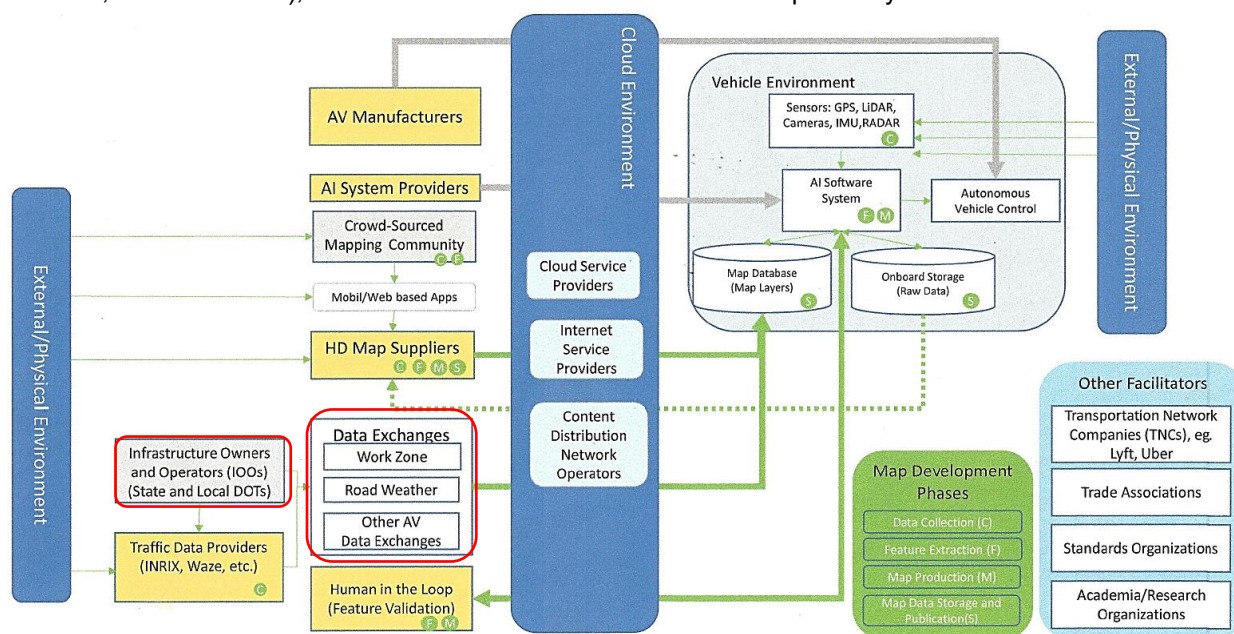 Cloud Environment
Vehicle Environment
Sensors: GPS, LiDAR,
Cameras, IMU,RADAR
C
AI Software
System
F M
Autonomous
Vehicle Control
Map Database
(Map Layers)
S
Onboard Storage
(Raw Data)
S
External/Physical Environment
AV Manufacturers
AI System Providers
Crowd-Sourced
Mapping Community
C F
Mobil/Web based Apps
HD Map Suppliers
C F M S
External/Physical Environment
Cloud Service
Providers
Internet
Service
Providers
Content
Distribution
Network
Operators
Infrastructure Owners
and Operators (IOOs)
(State and Local DOTs)
Traffic Data Providers
(INRIX, Waze, etc.)
C
Data Exchanges
Work Zone
Road Weather
Other AV
Data Exchanges
Human in the Loop
(Feature Validation)
F M
Map Development
Phases
Data Collection (C)
Feature Extraction (F)
Map Production (M)
Map Data Storage and
Publication(S)
Other Facilitators
Transportation Network
Companies (TNCs), eg.
Lyft, Uber
Trade Associations
Standards Organizations
Academia/Research
Organizations